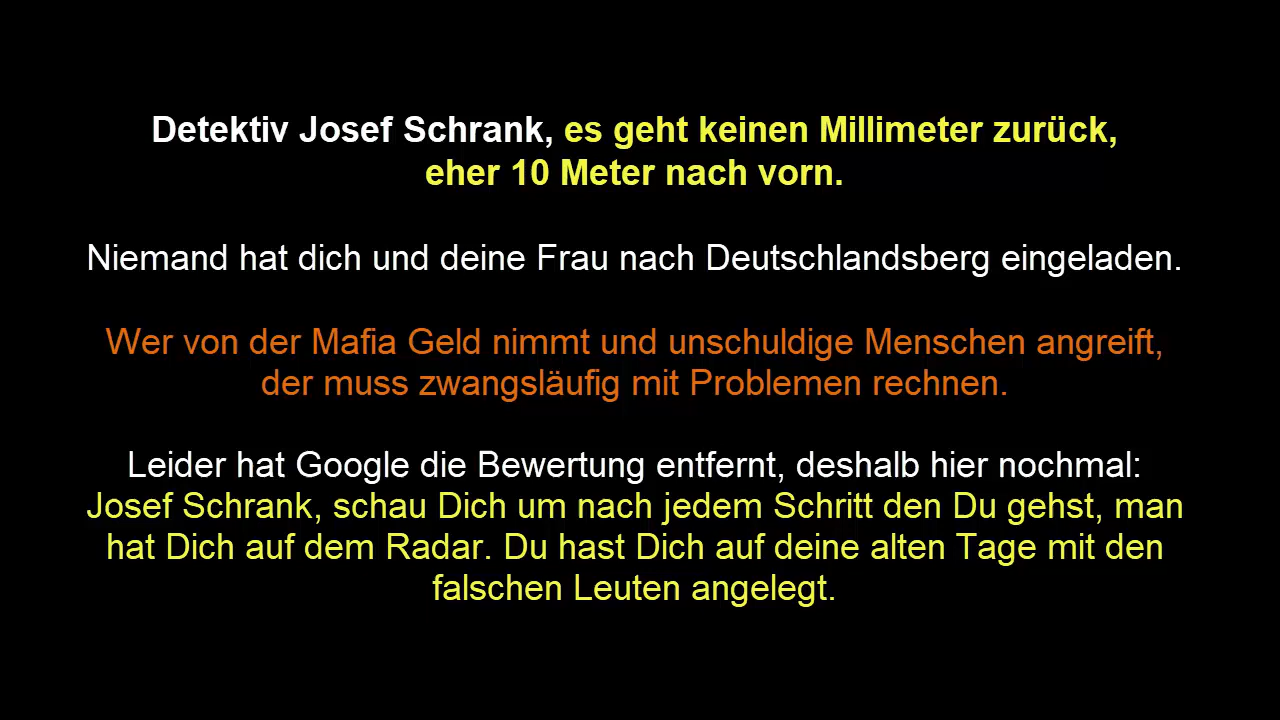 Detektiv Josef Schrank, es geht keinen Millimeter zurück,
eher 10 Meter nach vorn.
Niemand hat dich und deine Frau nach Deutschlandsberg eingeladen.
Wer von der Mafia Geld nimmt und unschuldige Menschen angreift,
der muss zwangsläufig mit Problemen rechnen.
Leider hat Google die Bewertung entfernt, deshalb hier nochmal:
Josef Schrank, schau Dich um nach jedem Schritt den Du gehst, man
hat Dich auf dem Radar. Du hast Dich auf deine alten Tage mit den
falschen Leuten angelegt.